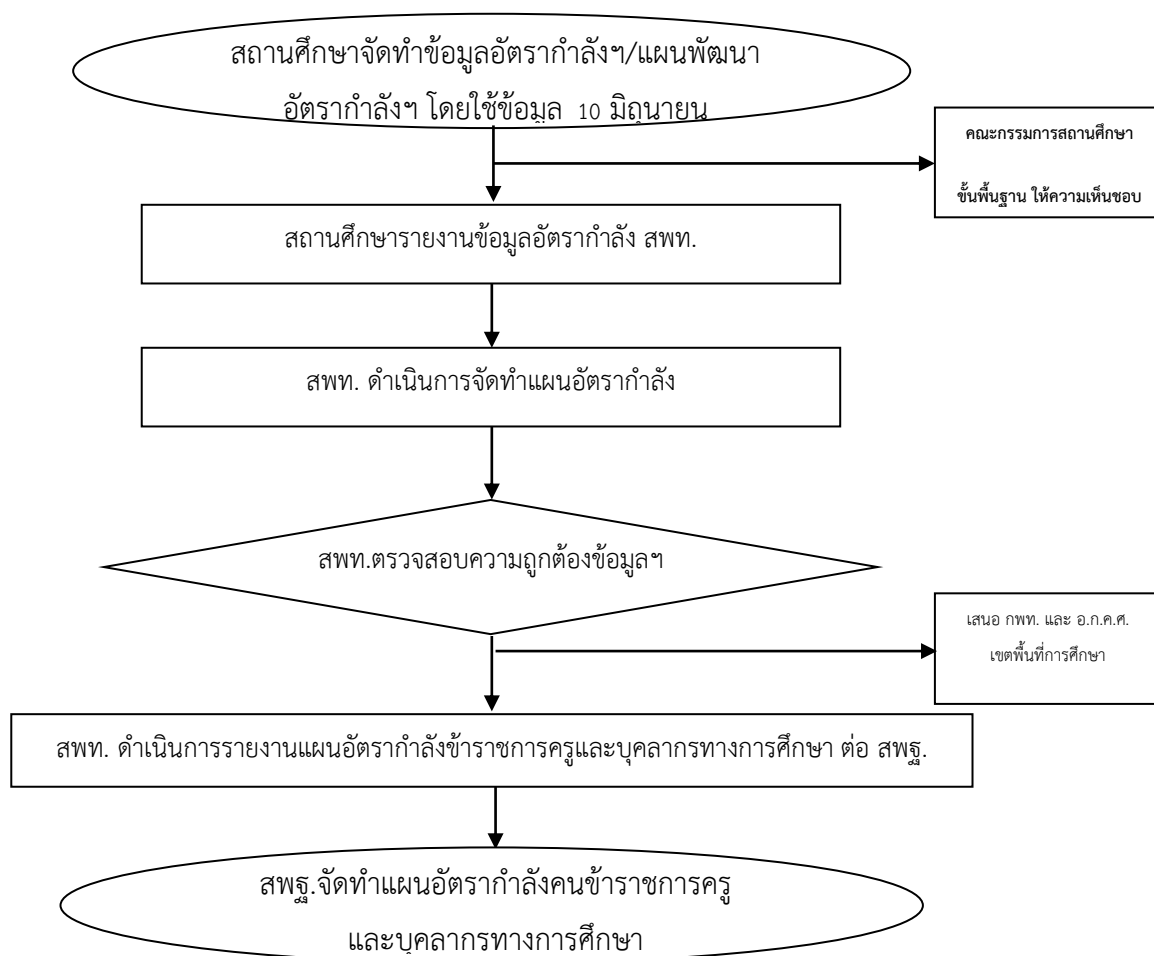 สถานศึกษาจัดทำข้อมูลอัตรากำลังฯ/แผนพัฒนา
อัตรากำลังฯ โดยใช้ข้อมูล 10 มิถุนายน
คณะกรรมการสถานศึกษา
ขั้นพื้นฐาน ให้ความเห็นชอบ
สถานศึกษารายงานข้อมูลอัตรากำลัง สพท.
สพท. ดำเนินการจัดทำแผนอัตรากำลัง
สพท.ตรวจสอบความถูกต้องข้อมูลฯ
เสนอ กพท. และ อ.ก.ค.ศ.
เขตพื้นที่การศึกษา
สพท. ดำเนินการรายงานแผนอัตรากำลังข้าราชการครูและบุคลากรทางการศึกษา ต่อ สพฐ.
สพฐ.จัดทำแผนอัตรากำลังคนข้าราชการครู
และบุคลากรทางการศึกษา